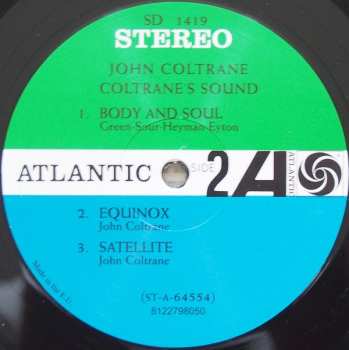 SD 1419
STEREO
JOHN COLTRANE
COLTRANE'S SOUND
1. BODY AND SOUL
Green-Sour-Heyman-Eyton
ATLANTIC SIDE 2 A ATLANTIC
2. EQUINOX
John Coltrane
3. SATELLITE
John Coltrane
Made in the E.U.
(ST-A-64554)
8122798050